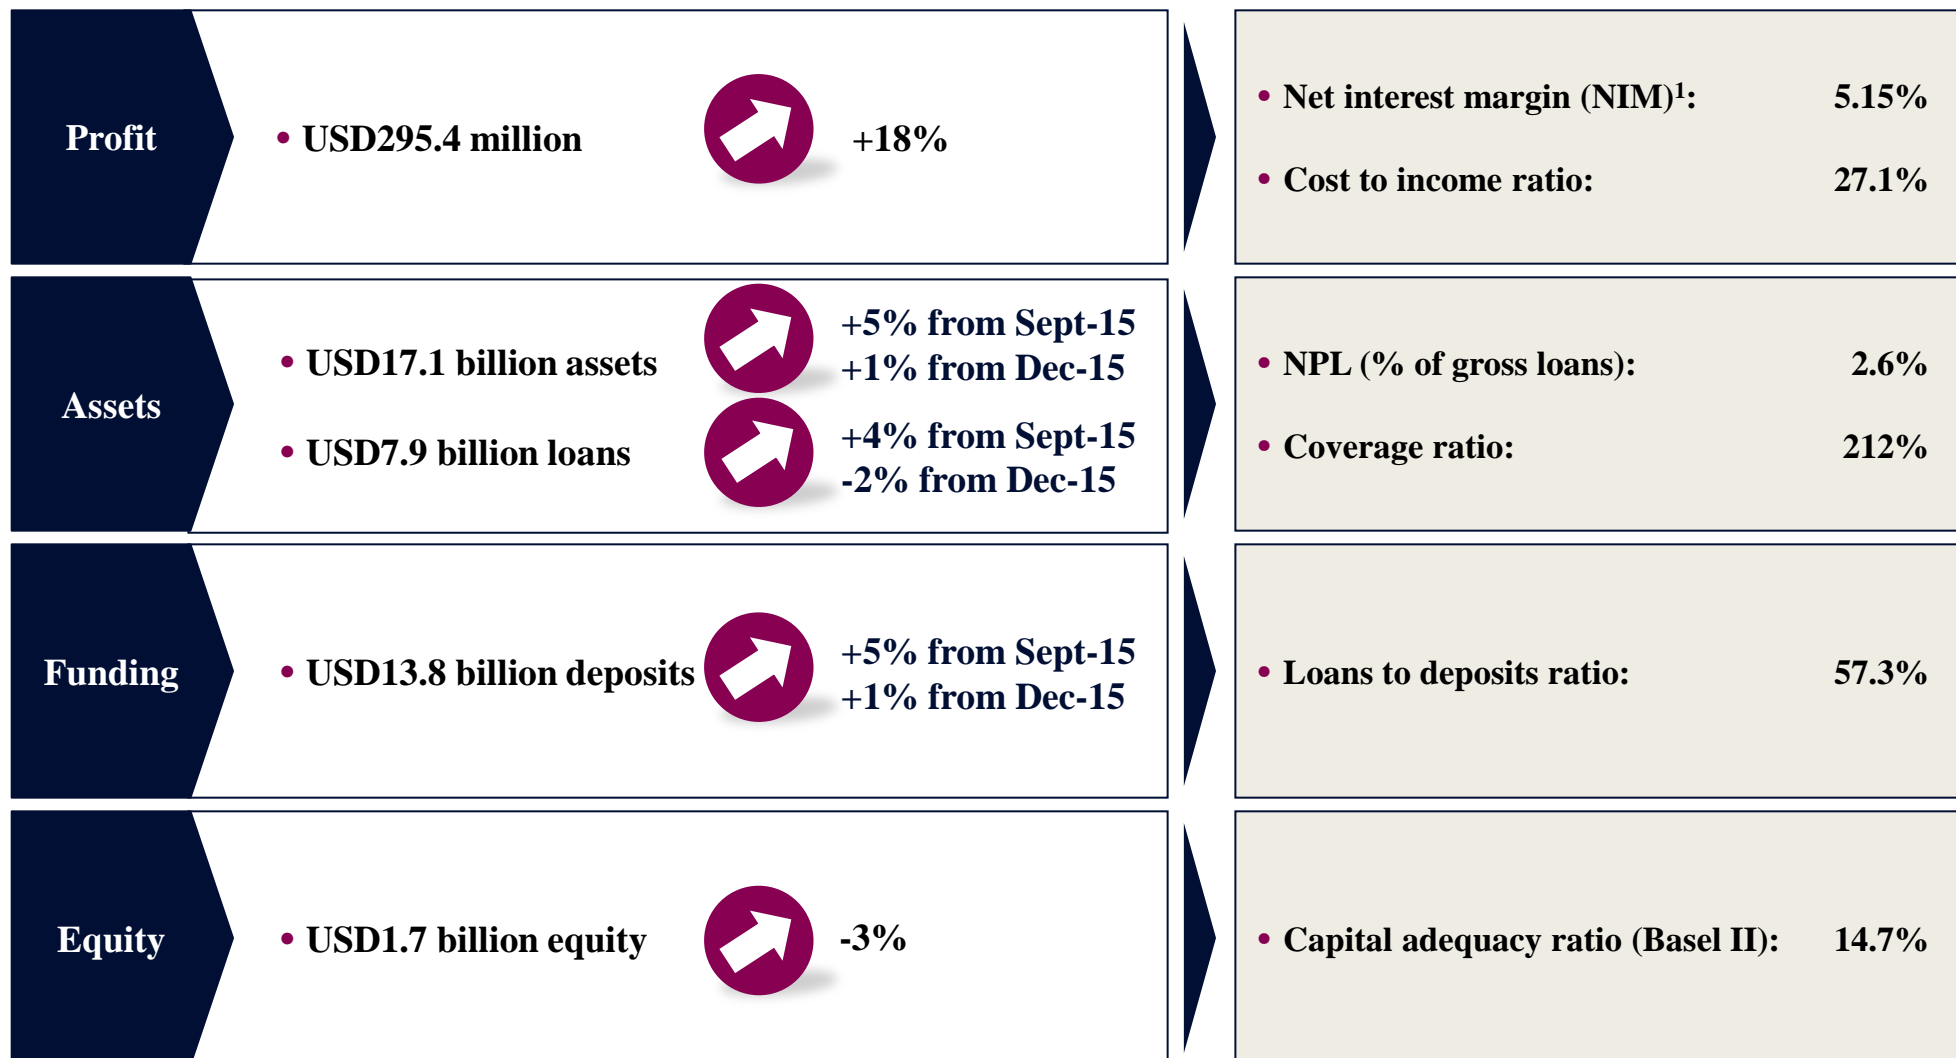 Profit
• USD295.4 million
+18%
• Net interest margin (NIM)¹: 5.15%
• Cost to income ratio: 27.1%
Assets
• USD17.1 billion assets
+5% from Sept-15
+1% from Dec-15
• USD7.9 billion loans
+4% from Sept-15
-2% from Dec-15
• NPL (% of gross loans): 2.6%
• Coverage ratio: 212%
Funding
• USD13.8 billion deposits
+5% from Sept-15
+1% from Dec-15
• Loans to deposits ratio: 57.3%
Equity
• USD1.7 billion equity
-3%
• Capital adequacy ratio (Basel II): 14.7%